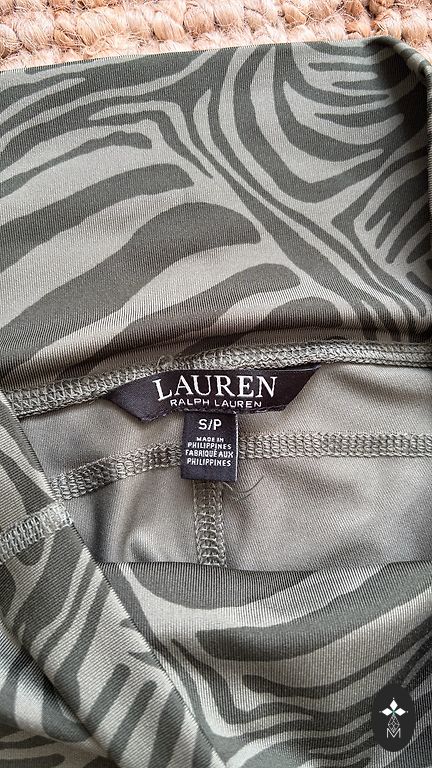 LAUREN
RALPH LAUREN
S/P
MADE IN
PHILIPPINES
FABRIQUÉ AUX
PHILIPPINES